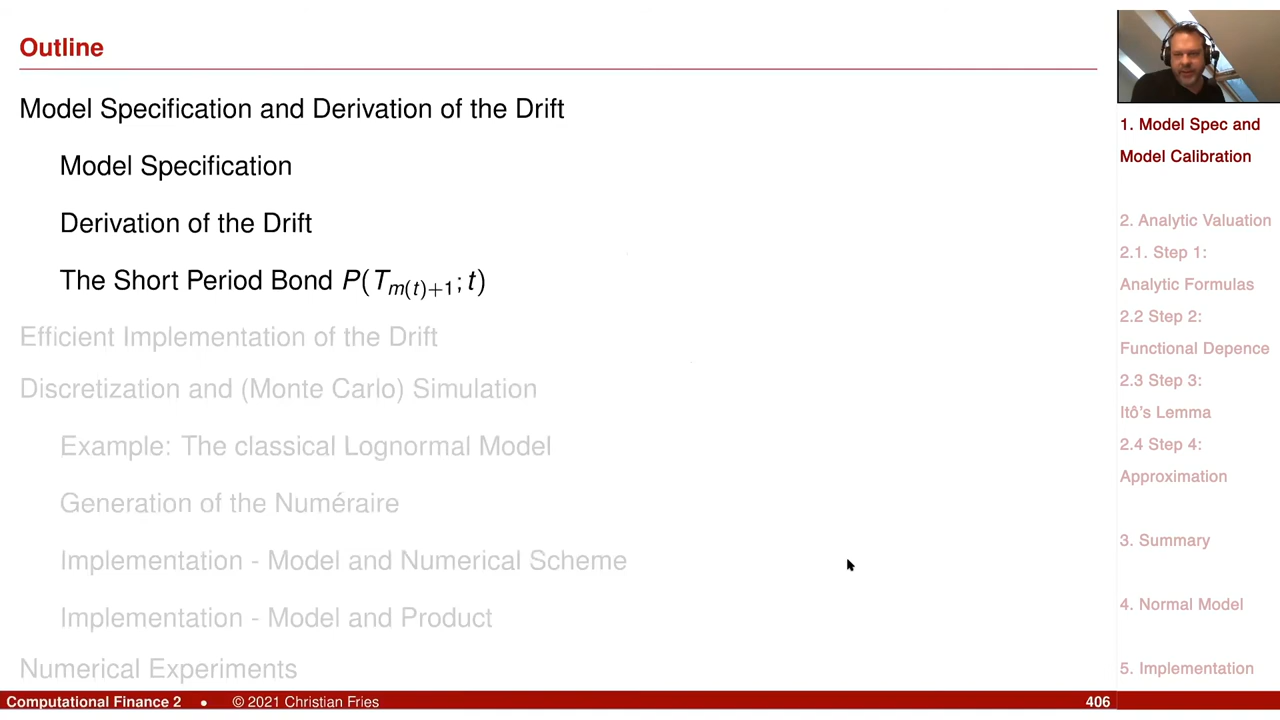 Outline
Model Specification and Derivation of the Drift
Model Specification
Derivation of the Drift
The Short Period Bond P(T_{m(t)+1}; t)
Efficient Implementation of the Drift
Discretization and (Monte Carlo) Simulation
Example: The classical Lognormal Model
Generation of the Numéraire
Implementation - Model and Numerical Scheme
Implementation - Model and Product
Numerical Experiments
1. Model Spec and
Model Calibration
2. Analytic Valuation
2.1. Step 1:
Analytic Formulas
2.2 Step 2:
Functional Depence
2.3 Step 3:
Itô's Lemma
2.4 Step 4:
Approximation
3. Summary
4. Normal Model
5. Implementation
Computational Finance 2 • © 2021 Christian Fries 406